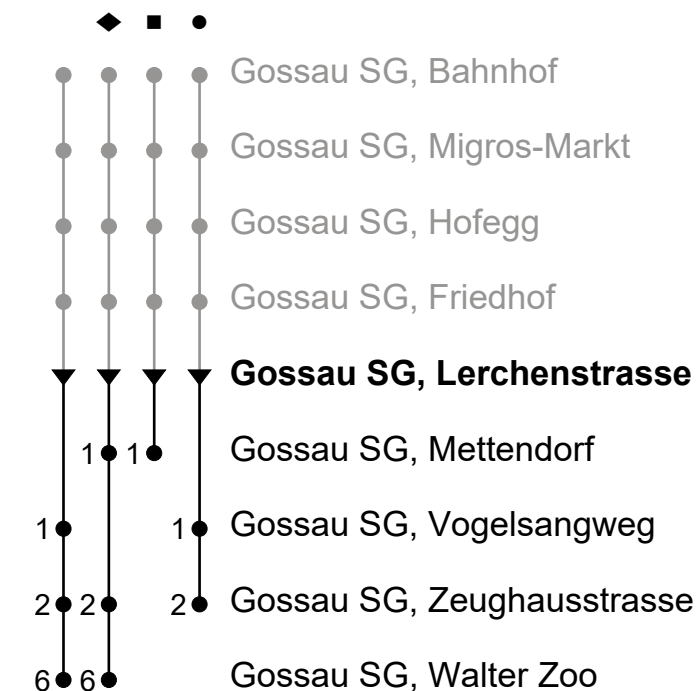 Gossau SG, Bahnhof
Gossau SG, Migros-Markt
Gossau SG, Hofegg
Gossau SG, Friedhof
Gossau SG, Lerchenstrasse
1 1 Gossau SG, Mettendorf
1 1 Gossau SG, Vogelsangweg
2 2 2 Gossau SG, Zeughausstrasse
6 6 Gossau SG, Walter Zoo